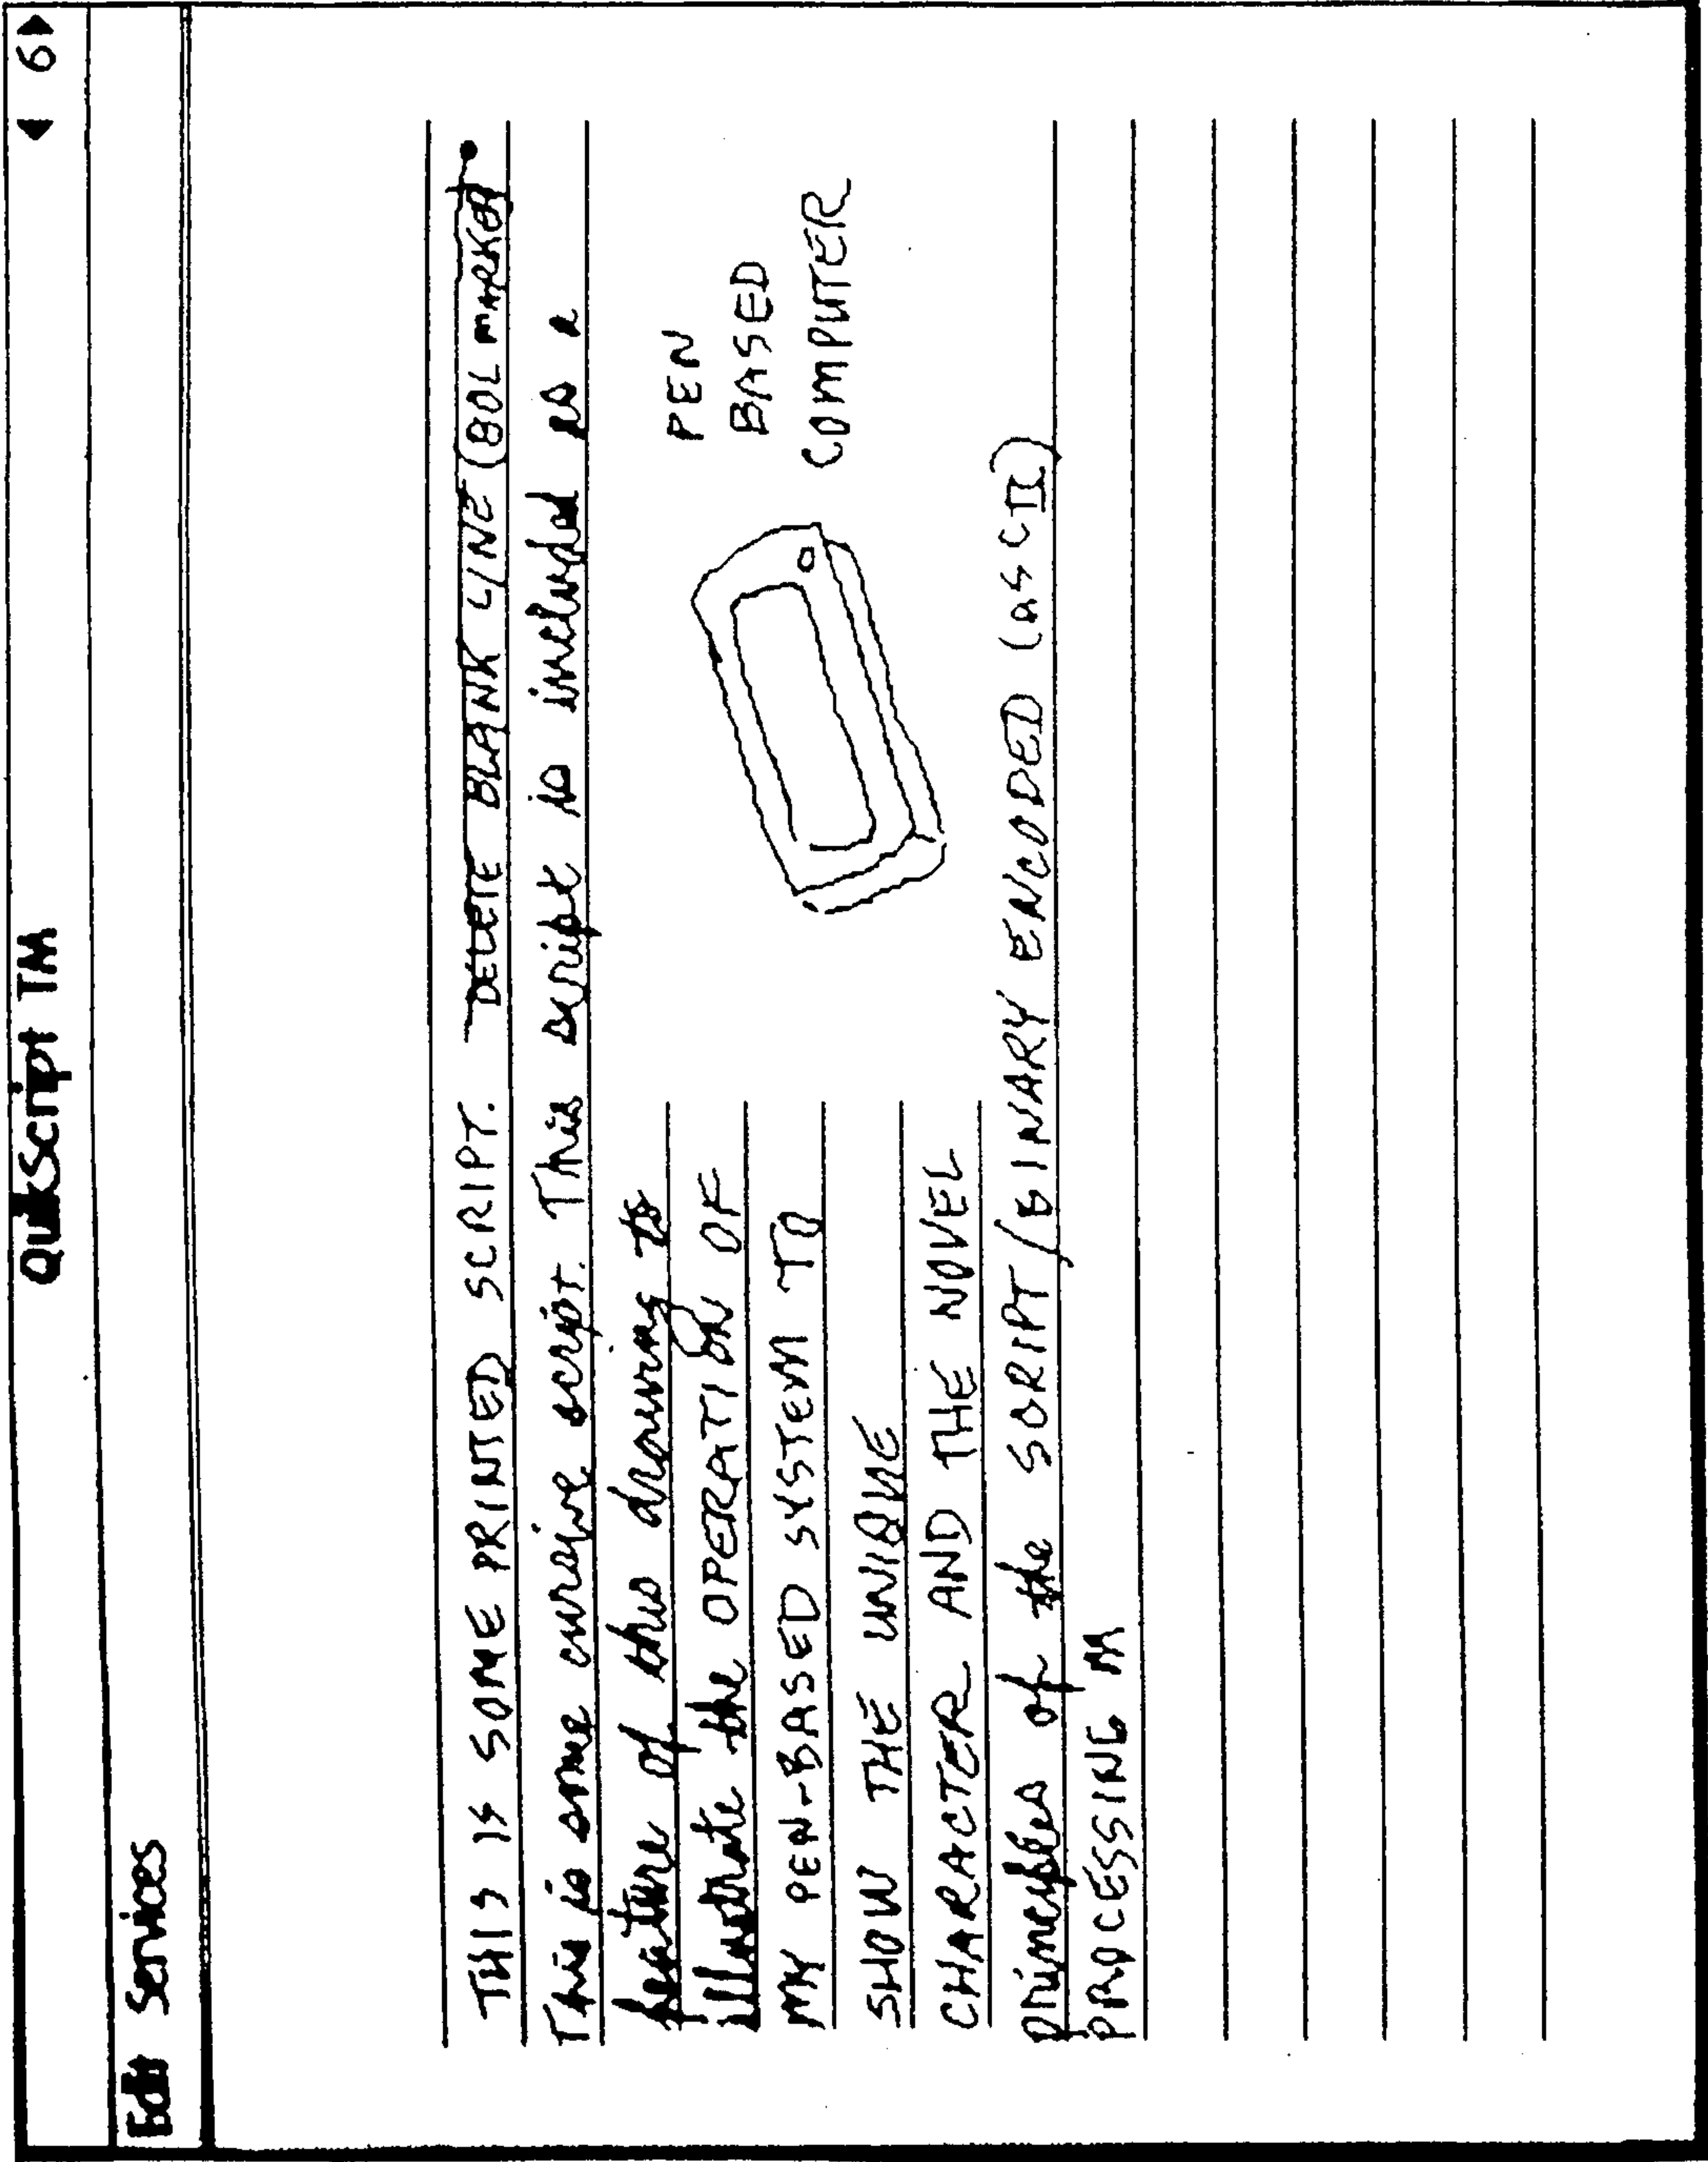 QuikScript TM
◀ 6▶
Edit Services
THIS IS SOME PRINTED SCRIPT. DELETE BLANK LINE (BOL MARKED
This is some cursive script. This script is included as a
feature of this drawing to
illustrate the OPERATION OF
MY PEN-BASED SYSTEM TO
SHOW THE UNIQUE
CHARACTER AND THE NOVEL
PEN
BASED
COMPUTER
principles of the SCRIPT/BINARY ENCODED (ASCII)
PROCESSING M